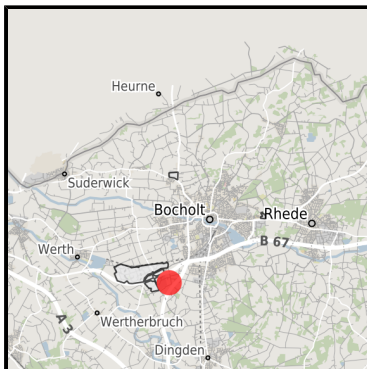 Heurne
Suderwick
Bocholt
Rhede
B 67
Werth
A 3
Wertherbruch
Dingden